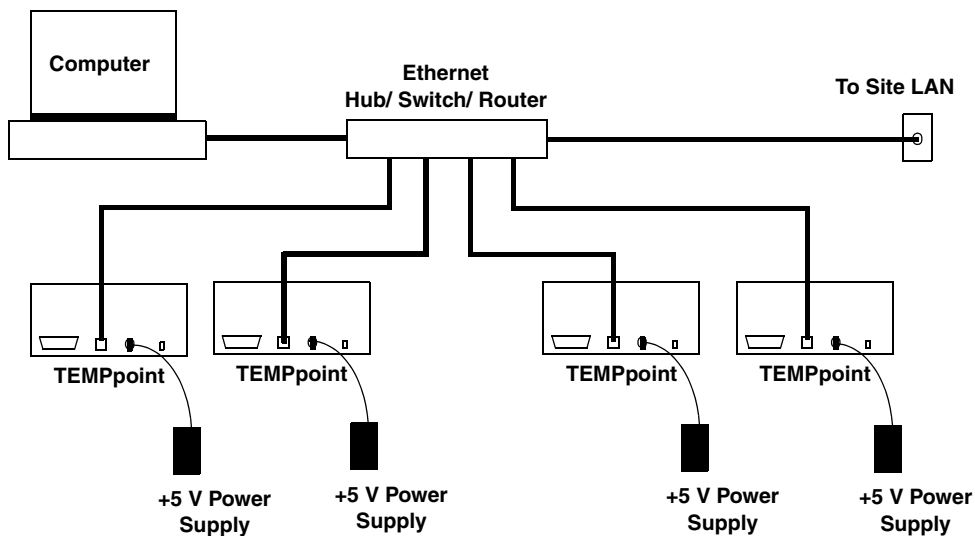 Computer
Ethernet
Hub/ Switch/ Router
To Site LAN
TEMPpoint
TEMPpoint
TEMPpoint
TEMPpoint
+5 V Power
Supply
+5 V Power
Supply
+5 V Power
Supply
+5 V Power
Supply